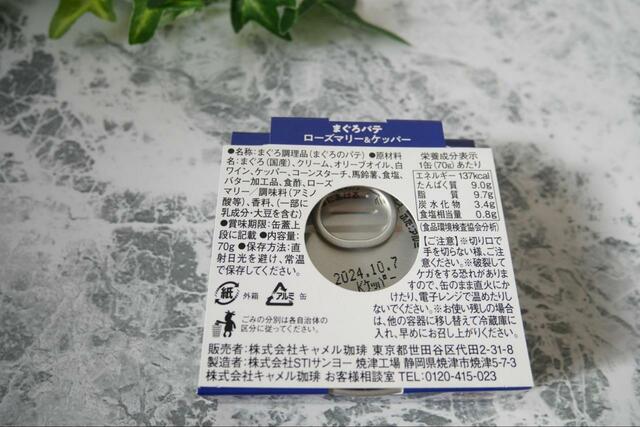 まぐろパテ
ローズマリー&ケッパー
●名称:まぐろ調理品(まぐろのパテ)●原材料
名:まぐろ(国産)、クリーム、オリーブオイル、白
ワイン、ケッパー、コーンスターチ、馬鈴薯、食塩、
バター加工品、食酢、ローズ
マリー/調味料(アミノ
酸等)、香料、(一部に
乳成分・大豆を含む)
●賞味期限:缶蓋上
段に記載 ●内容量:
70g ●保存方法:直
射日光を避け、常温
で保存してください。
紙 外箱 アルミ 缶
ごみの分別は各自治体の
区分に従ってください。
2024.10.7
栄養成分表示
1缶(70g)あたり
エネルギー 137kcal
たんぱく質 9.0g
脂質 9.7g
炭水化物 3.4g
食塩相当量 0.8g
(食品環境検査協会分析)
【ご注意】※切り口で
手を切らない様、ご注
意ください。※破裂して
ケガをする恐れがありま
すので、缶のまま直火にか
けたり、電子レンジで温めたりし
ないでください。※お使い残しの場合
は、他の容器に移し替えて冷蔵庫に
入れ、早めにお召し上がりください。
販売者:株式会社キャメル珈琲 東京都世田谷区代田2-31-8
製造者:株式会社STIサンヨー 焼津工場 静岡県焼津市焼津5-7-3
株式会社キャメル珈琲 お客様相談室 TEL:0120-415-023